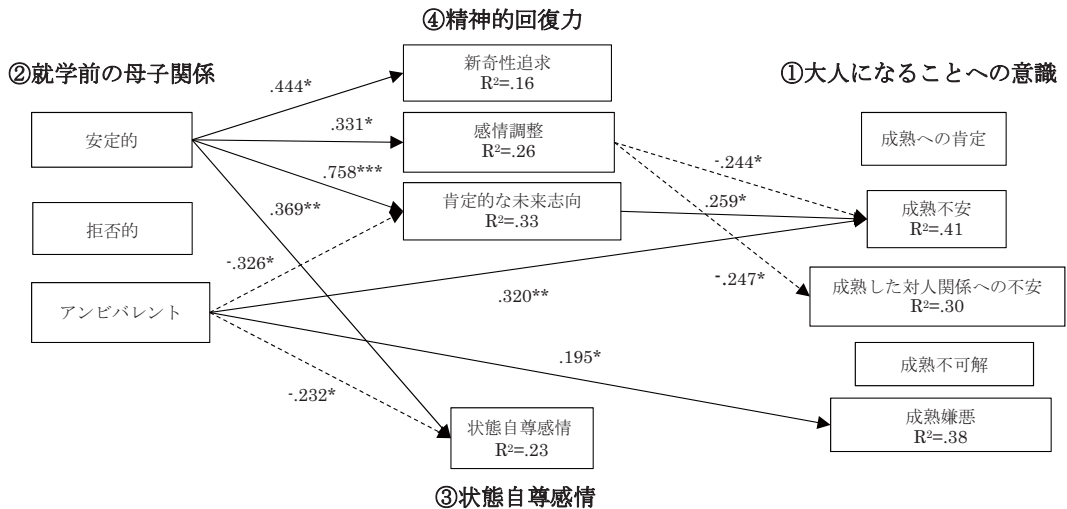 ④精神的回復力
②就学前の母子関係
①大人になることへの意識
新奇性追求
R²=.16
.444*
安定的
.331*
感情調整
R²=.26
成熟への肯定
-.244*
.758***
肯定的な未来志向
R²=.33
.259*
成熟不安
R²=.41
.369**
拒否的
-.326*
-.247*
アンビバレント
.320**
成熟した対人関係への不安
R²=.30
.195*
成熟不可解
-.232*
状態自尊感情
R²=.23
成熟嫌悪
R²=.38
③状態自尊感情